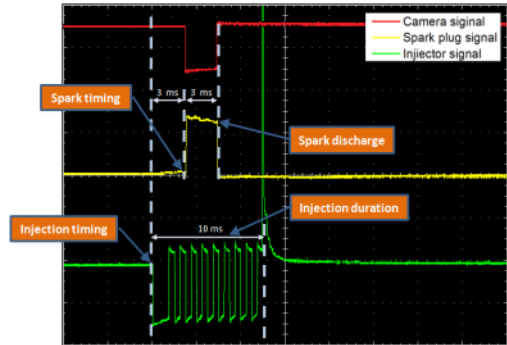 Camera siginal
Spark plug signal
Injector signal
3 ms
3 ms
Spark timing
Spark discharge
Injection timing
Injection duration
10 ms